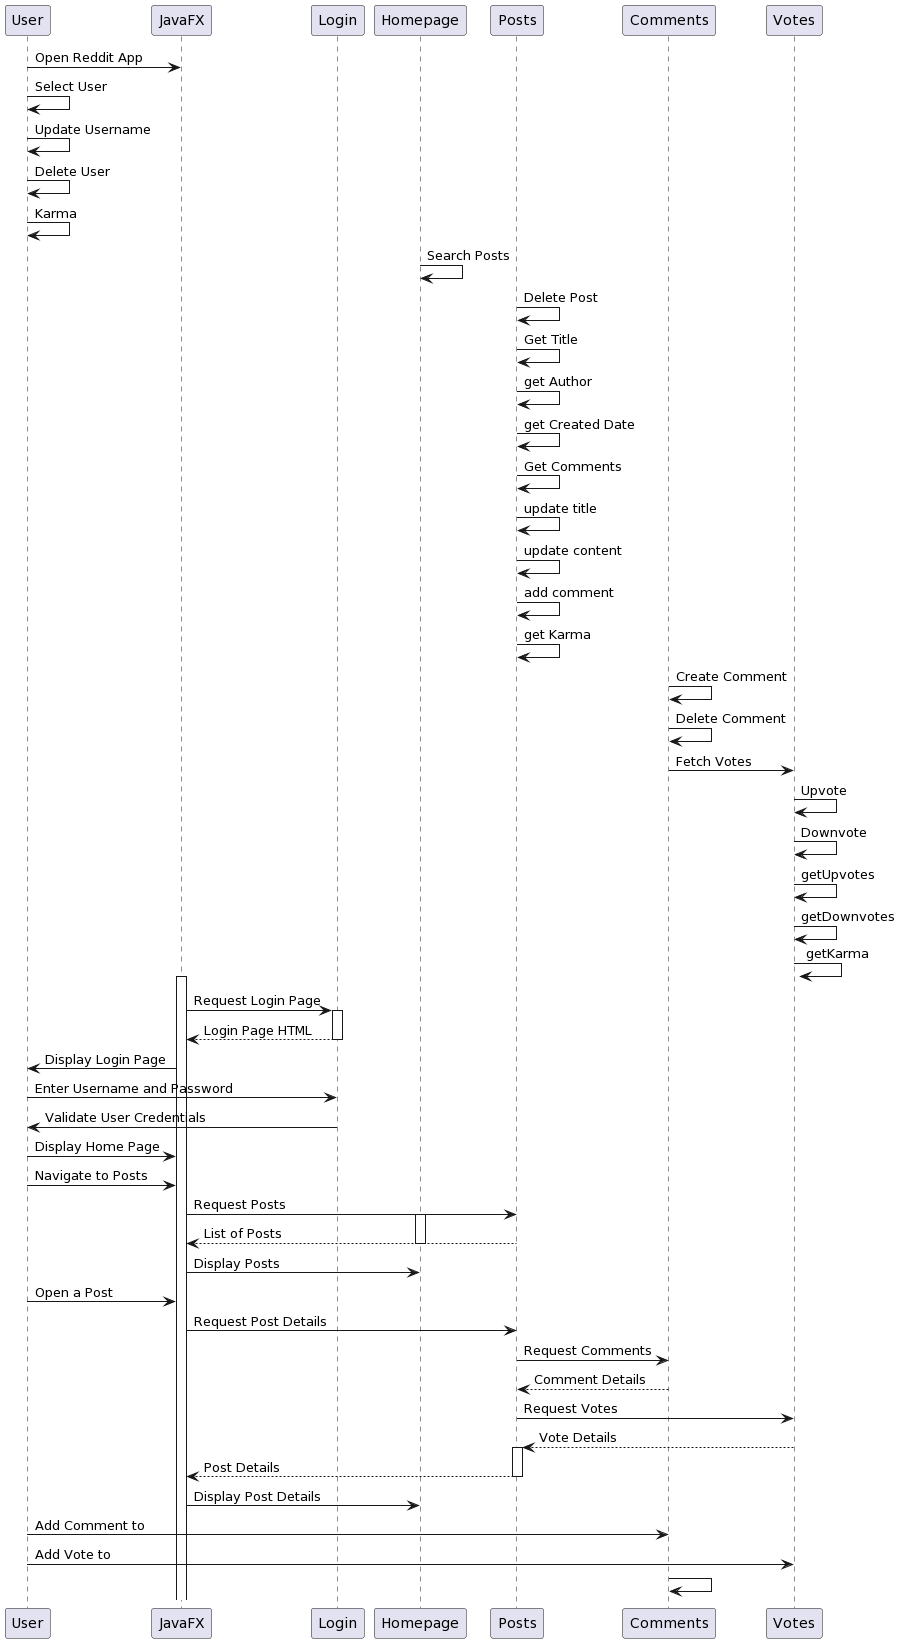 User JavaFX Login Homepage Posts Comments Votes
Open Reddit App
Select User
Update Username
Delete User
Karma
Search Posts
Delete Post
Get Title
get Author
get Created Date
Get Comments
update title
update content
add comment
get Karma
Create Comment
Delete Comment
Fetch Votes
Upvote
Downvote
getUpvotes
getDownvotes
getKarma
Request Login Page
Login Page HTML
Display Login Page
Enter Username and Password
Validate User Credentials
Display Home Page
Navigate to Posts
Request Posts
List of Posts
Display Posts
Open a Post
Request Post Details
Request Comments
Comment Details
Request Votes
Vote Details
Post Details
Display Post Details
Add Comment to
Add Vote to
User JavaFX Login Homepage Posts Comments Votes